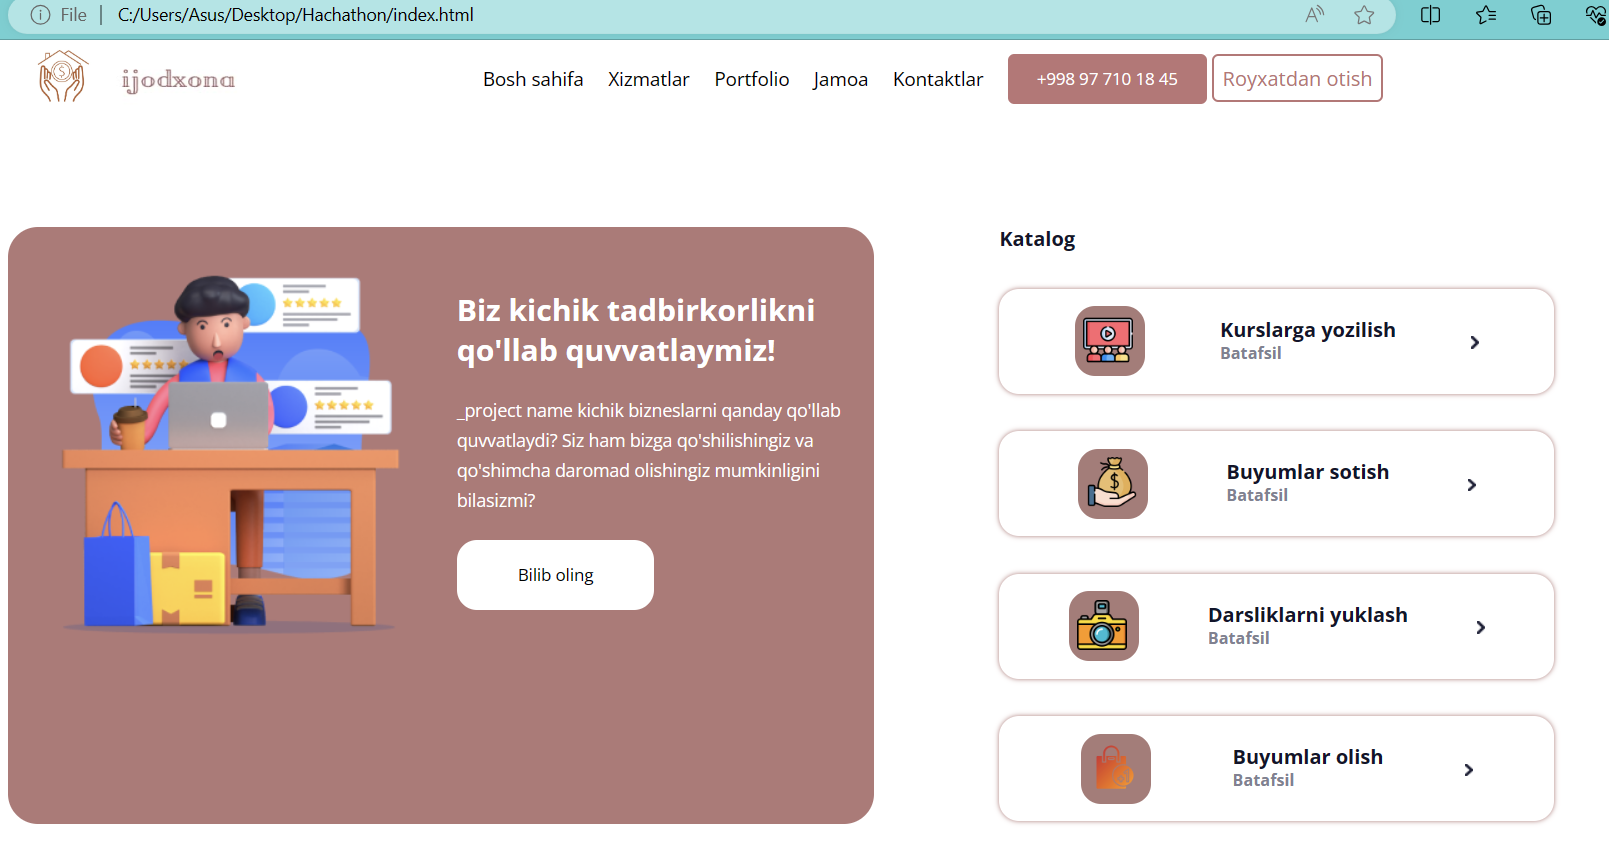 File | C:/Users/Asus/Desktop/Hachathon/index.html
ijodxona
Bosh sahifa Xizmatlar Portfolio Jamoa Kontaktlar +998 97 710 18 45 Royxatdan otish
Biz kichik tadbirkorlikni
qo'llab quvvatlaymiz!
_project name kichik bizneslarni qanday qo'llab
quvvatlaydi? Siz ham bizga qo'shilishingiz va
qo'shimcha daromad olishingiz mumkinligini
bilasizmi?
Bilib oling
Katalog
Kurslarga yozilish
Batafsil
Buyumlar sotish
Batafsil
Darsliklarni yuklash
Batafsil
Buyumlar olish
Batafsil